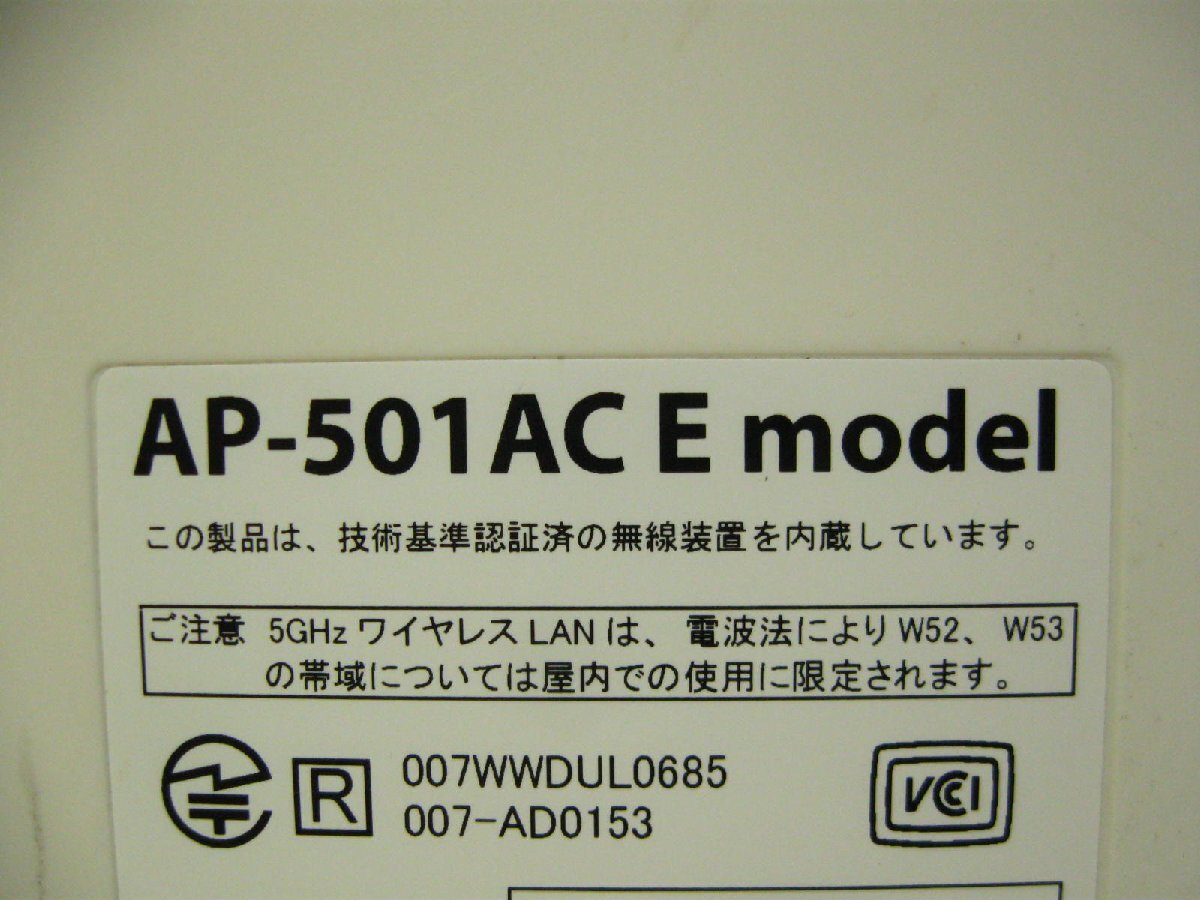 AP-501AC E model
この製品は、技術基準認証済の無線装置を内蔵しています。
ご注意 5GHz ワイヤレス LAN は、電波法により W52、W53
の帯域については屋内での使用に限定されます。
R 007WWDUL0685
007-AD0153
VCCI